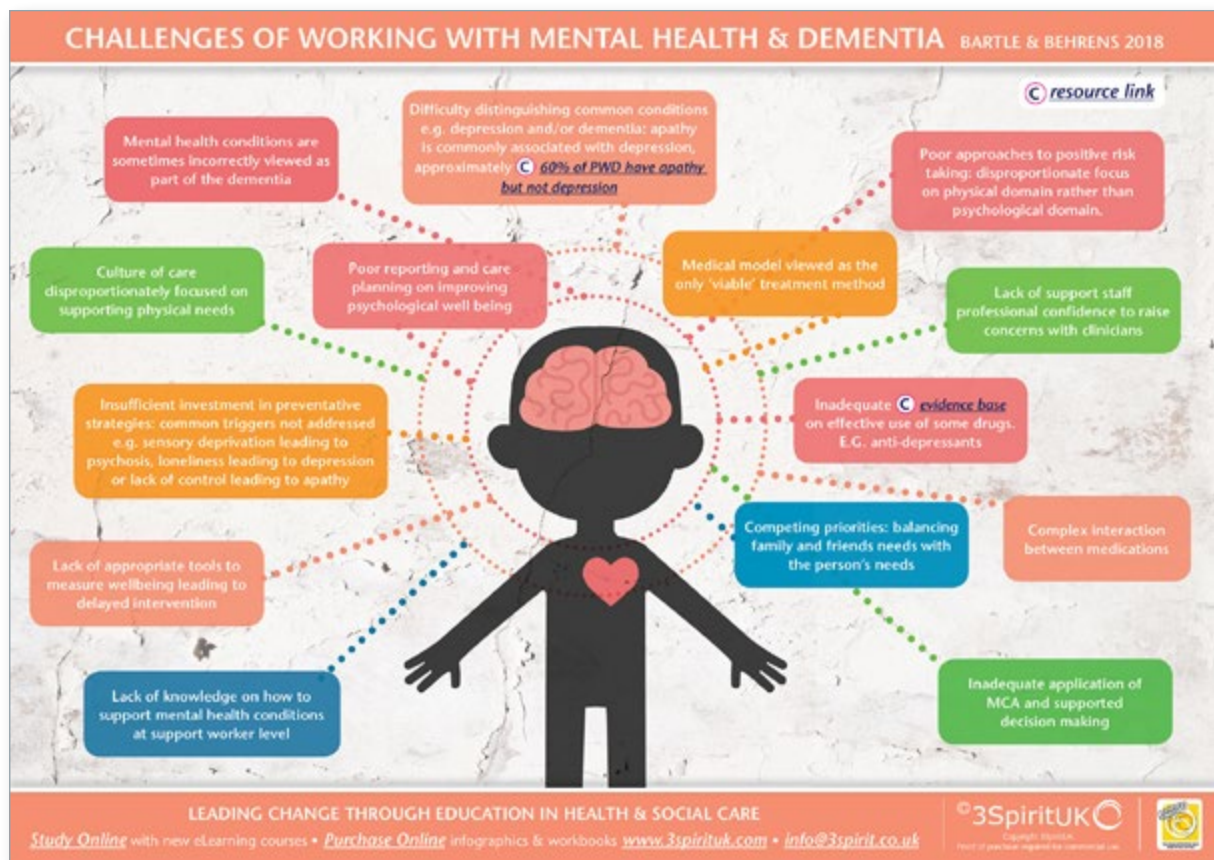 CHALLENGES OF WORKING WITH MENTAL HEALTH & DEMENTIA BARTLE & BEHRENS 2018
C resource link
Difficulty distinguishing common conditions
e.g. depression and/or dementia: apathy
is commonly associated with depression,
approximately C 60% of PWD have apathy
but not depression
Mental health conditions are
sometimes incorrectly viewed as
part of the dementia
Poor approaches to positive risk
taking: disproportionate focus
on physical domain rather than
psychological domain.
Culture of care
disproportionately focused on
supporting physical needs
Poor reporting and care
planning on improving
psychological well being
Medical model viewed as the
only 'viable' treatment method
Lack of support staff
professional confidence to raise
concerns with clinicians
Insufficient investment in preventative
strategies: common triggers not addressed
e.g. sensory deprivation leading to
psychosis, loneliness leading to depression
or lack of control leading to apathy
Inadequate C evidence base
on effective use of some drugs.
E.G. anti-depressants
Competing priorities: balancing
family and friends needs with
the person's needs
Complex interaction
between medications
Lack of appropriate tools to
measure wellbeing leading to
delayed intervention
Lack of knowledge on how to
support mental health conditions
at support worker level
Inadequate application of
MCA and supported
decision making
LEADING CHANGE THROUGH EDUCATION IN HEALTH & SOCIAL CARE
Study Online with new eLearning courses • Purchase Online infographics & workbooks www.3spirituk.com • info@3spirit.co.uk
©3SpiritUK